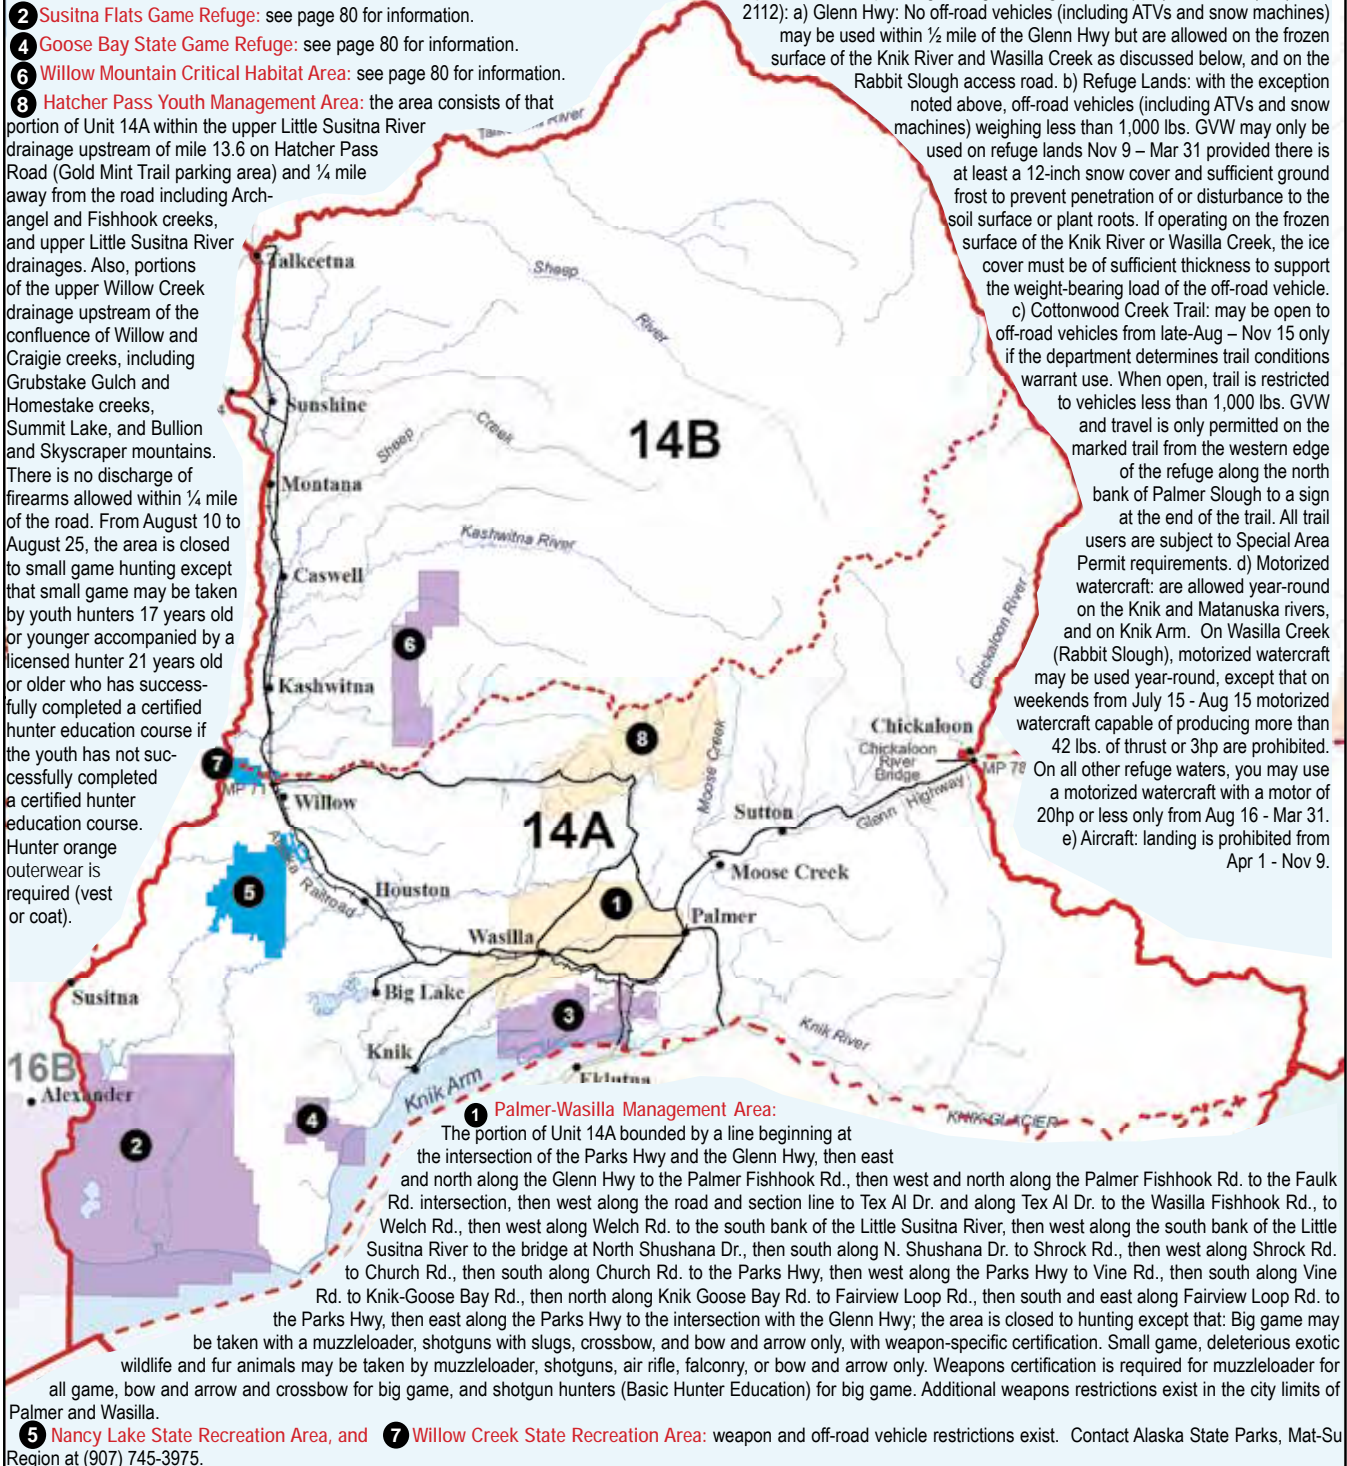 2 Susitna Flats Game Refuge: see page 80 for information.
4 Goose Bay State Game Refuge: see page 80 for information.
6 Willow Mountain Critical Habitat Area: see page 80 for information.
8 Hatcher Pass Youth Management Area: the area consists of that
portion of Unit 14A within the upper Little Susitna River
drainage upstream of mile 13.6 on Hatcher Pass
Road (Gold Mint Trail parking area) and ¼ mile
away from the road including Arch-
angel and Fishhook creeks,
and upper Little Susitna River
drainages. Also, portions
of the upper Willow Creek
drainage upstream of the
confluence of Willow and
Craigie creeks, including
Grubstake Gulch and
Homestake creeks,
Summit Lake, and Bullion
and Skyscraper mountains.
There is no discharge of
firearms allowed within ¼ mile
of the road. From August 10 to
August 25, the area is closed
to small game hunting except
that small game may be taken
by youth hunters 17 years old
or younger accompanied by a
licensed hunter 21 years old
or older who has success-
fully completed a certified
hunter education course if
the youth has not suc-
cessfully completed
a certified hunter
education course.
Hunter orange
outerwear is
required (vest
or coat).
2112): a) Glenn Hwy: No off-road vehicles (including ATVs and snow machines)
may be used within ½ mile of the Glenn Hwy but are allowed on the frozen
surface of the Knik River and Wasilla Creek as discussed below, and on the
Rabbit Slough access road. b) Refuge Lands: with the exception
noted above, off-road vehicles (including ATVs and snow
machines) weighing less than 1,000 lbs. GVW may only be
used on refuge lands Nov 9 – Mar 31 provided there is
at least a 12-inch snow cover and sufficient ground
frost to prevent penetration of or disturbance to the
soil surface or plant roots. If operating on the frozen
surface of the Knik River or Wasilla Creek, the ice
cover must be of sufficient thickness to support
the weight-bearing load of the off-road vehicle.
c) Cottonwood Creek Trail: may be open to
off-road vehicles from late-Aug – Nov 15 only
if the department determines trail conditions
warrant use. When open, trail is restricted
to vehicles less than 1,000 lbs. GVW
and travel is only permitted on the
marked trail from the western edge
of the refuge along the north
bank of Palmer Slough to a sign
at the end of the trail. All trail
users are subject to Special Area
Permit requirements. d) Motorized
watercraft: are allowed year-round
on the Knik and Matanuska rivers,
and on Knik Arm. On Wasilla Creek
(Rabbit Slough), motorized watercraft
may be used year-round, except that on
weekends from July 15 - Aug 15 motorized
watercraft capable of producing more than
42 lbs. of thrust or 3hp are prohibited.
On all other refuge waters, you may use
a motorized watercraft with a motor of
20hp or less only from Aug 16 - Mar 31.
e) Aircraft: landing is prohibited from
Apr 1 - Nov 9.
River
Talkeetna
Sheep
River
Sunshine
Sheep
Creek
14B
Montana
Kashwitna River
Caswell
6
Chickaloon River
Kashwitna
7
MP 71
8
Moose Creek
Chickaloon
Chickaloon
River
Bridge
MP 78
Willow
14A
Sutton
Glenn Highway
Moose Creek
Alaska Railroad
5
Houston
1
Palmer
Wasilla
Susitna
Big Lake
3
Knik River
Knik
Eklutna
16B
Alexander
Knik Arm
KNIK GLACIER
4
2
1 Palmer-Wasilla Management Area:
The portion of Unit 14A bounded by a line beginning at
the intersection of the Parks Hwy and the Glenn Hwy, then east
and north along the Glenn Hwy to the Palmer Fishhook Rd., then west and north along the Palmer Fishhook Rd. to the Faulk
Rd. intersection, then west along the road and section line to Tex Al Dr. and along Tex Al Dr. to the Wasilla Fishhook Rd., to
Welch Rd., then west along Welch Rd. to the south bank of the Little Susitna River, then west along the south bank of the Little
Susitna River to the bridge at North Shushana Dr., then south along N. Shushana Dr. to Shrock Rd., then west along Shrock Rd.
to Church Rd., then south along Church Rd. to the Parks Hwy, then west along the Parks Hwy to Vine Rd., then south along Vine
Rd. to Knik-Goose Bay Rd., then north along Knik Goose Bay Rd. to Fairview Loop Rd., then south and east along Fairview Loop Rd. to
the Parks Hwy, then east along the Parks Hwy to the intersection with the Glenn Hwy; the area is closed to hunting except that: Big game may
be taken with a muzzleloader, shotguns with slugs, crossbow, and bow and arrow only, with weapon-specific certification. Small game, deleterious exotic
wildlife and fur animals may be taken by muzzleloader, shotguns, air rifle, falconry, or bow and arrow only. Weapons certification is required for muzzleloader for
all game, bow and arrow and crossbow for big game, and shotgun hunters (Basic Hunter Education) for big game. Additional weapons restrictions exist in the city limits of
Palmer and Wasilla.
5 Nancy Lake State Recreation Area, and 7 Willow Creek State Recreation Area: weapon and off-road vehicle restrictions exist. Contact Alaska State Parks, Mat-Su
Region at (907) 745-3975.